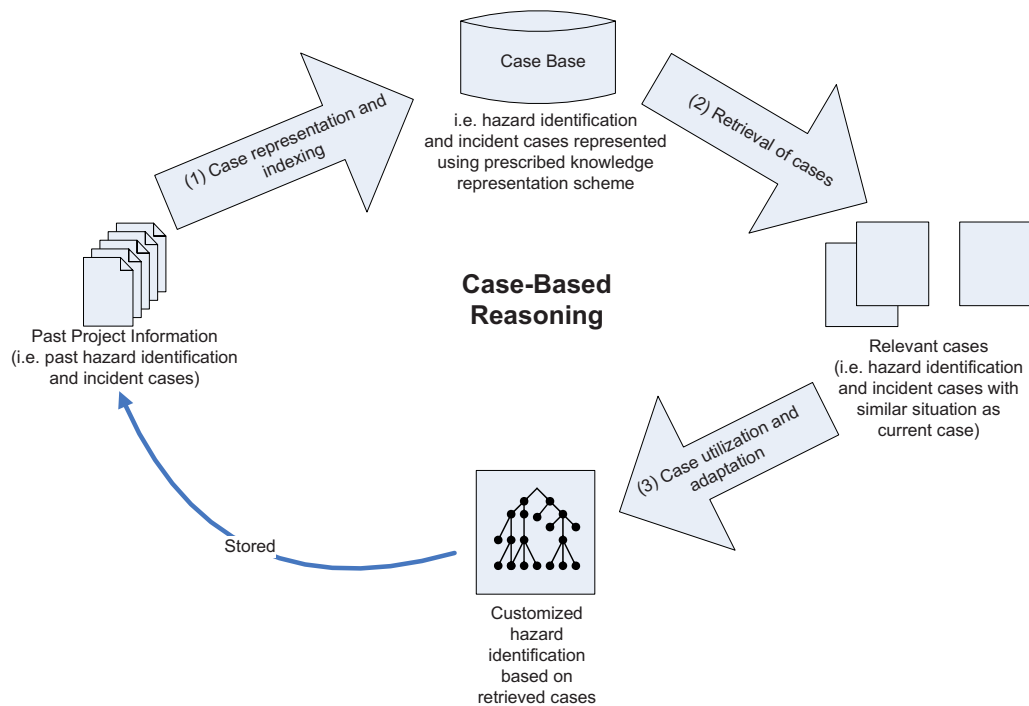 Case Base
i.e. hazard identification
and incident cases represented
using prescribed knowledge
representation scheme
(1) Case representation and
indexing
(2) Retrieval of cases
Case-Based
Reasoning
Past Project Information
(i.e. past hazard identification
and incident cases)
Relevant cases
(i.e. hazard identification
and incident cases with
similar situation as
current case)
(3) Case utilization and
adaptation
Stored
Customized
hazard
identification
based on
retrieved cases